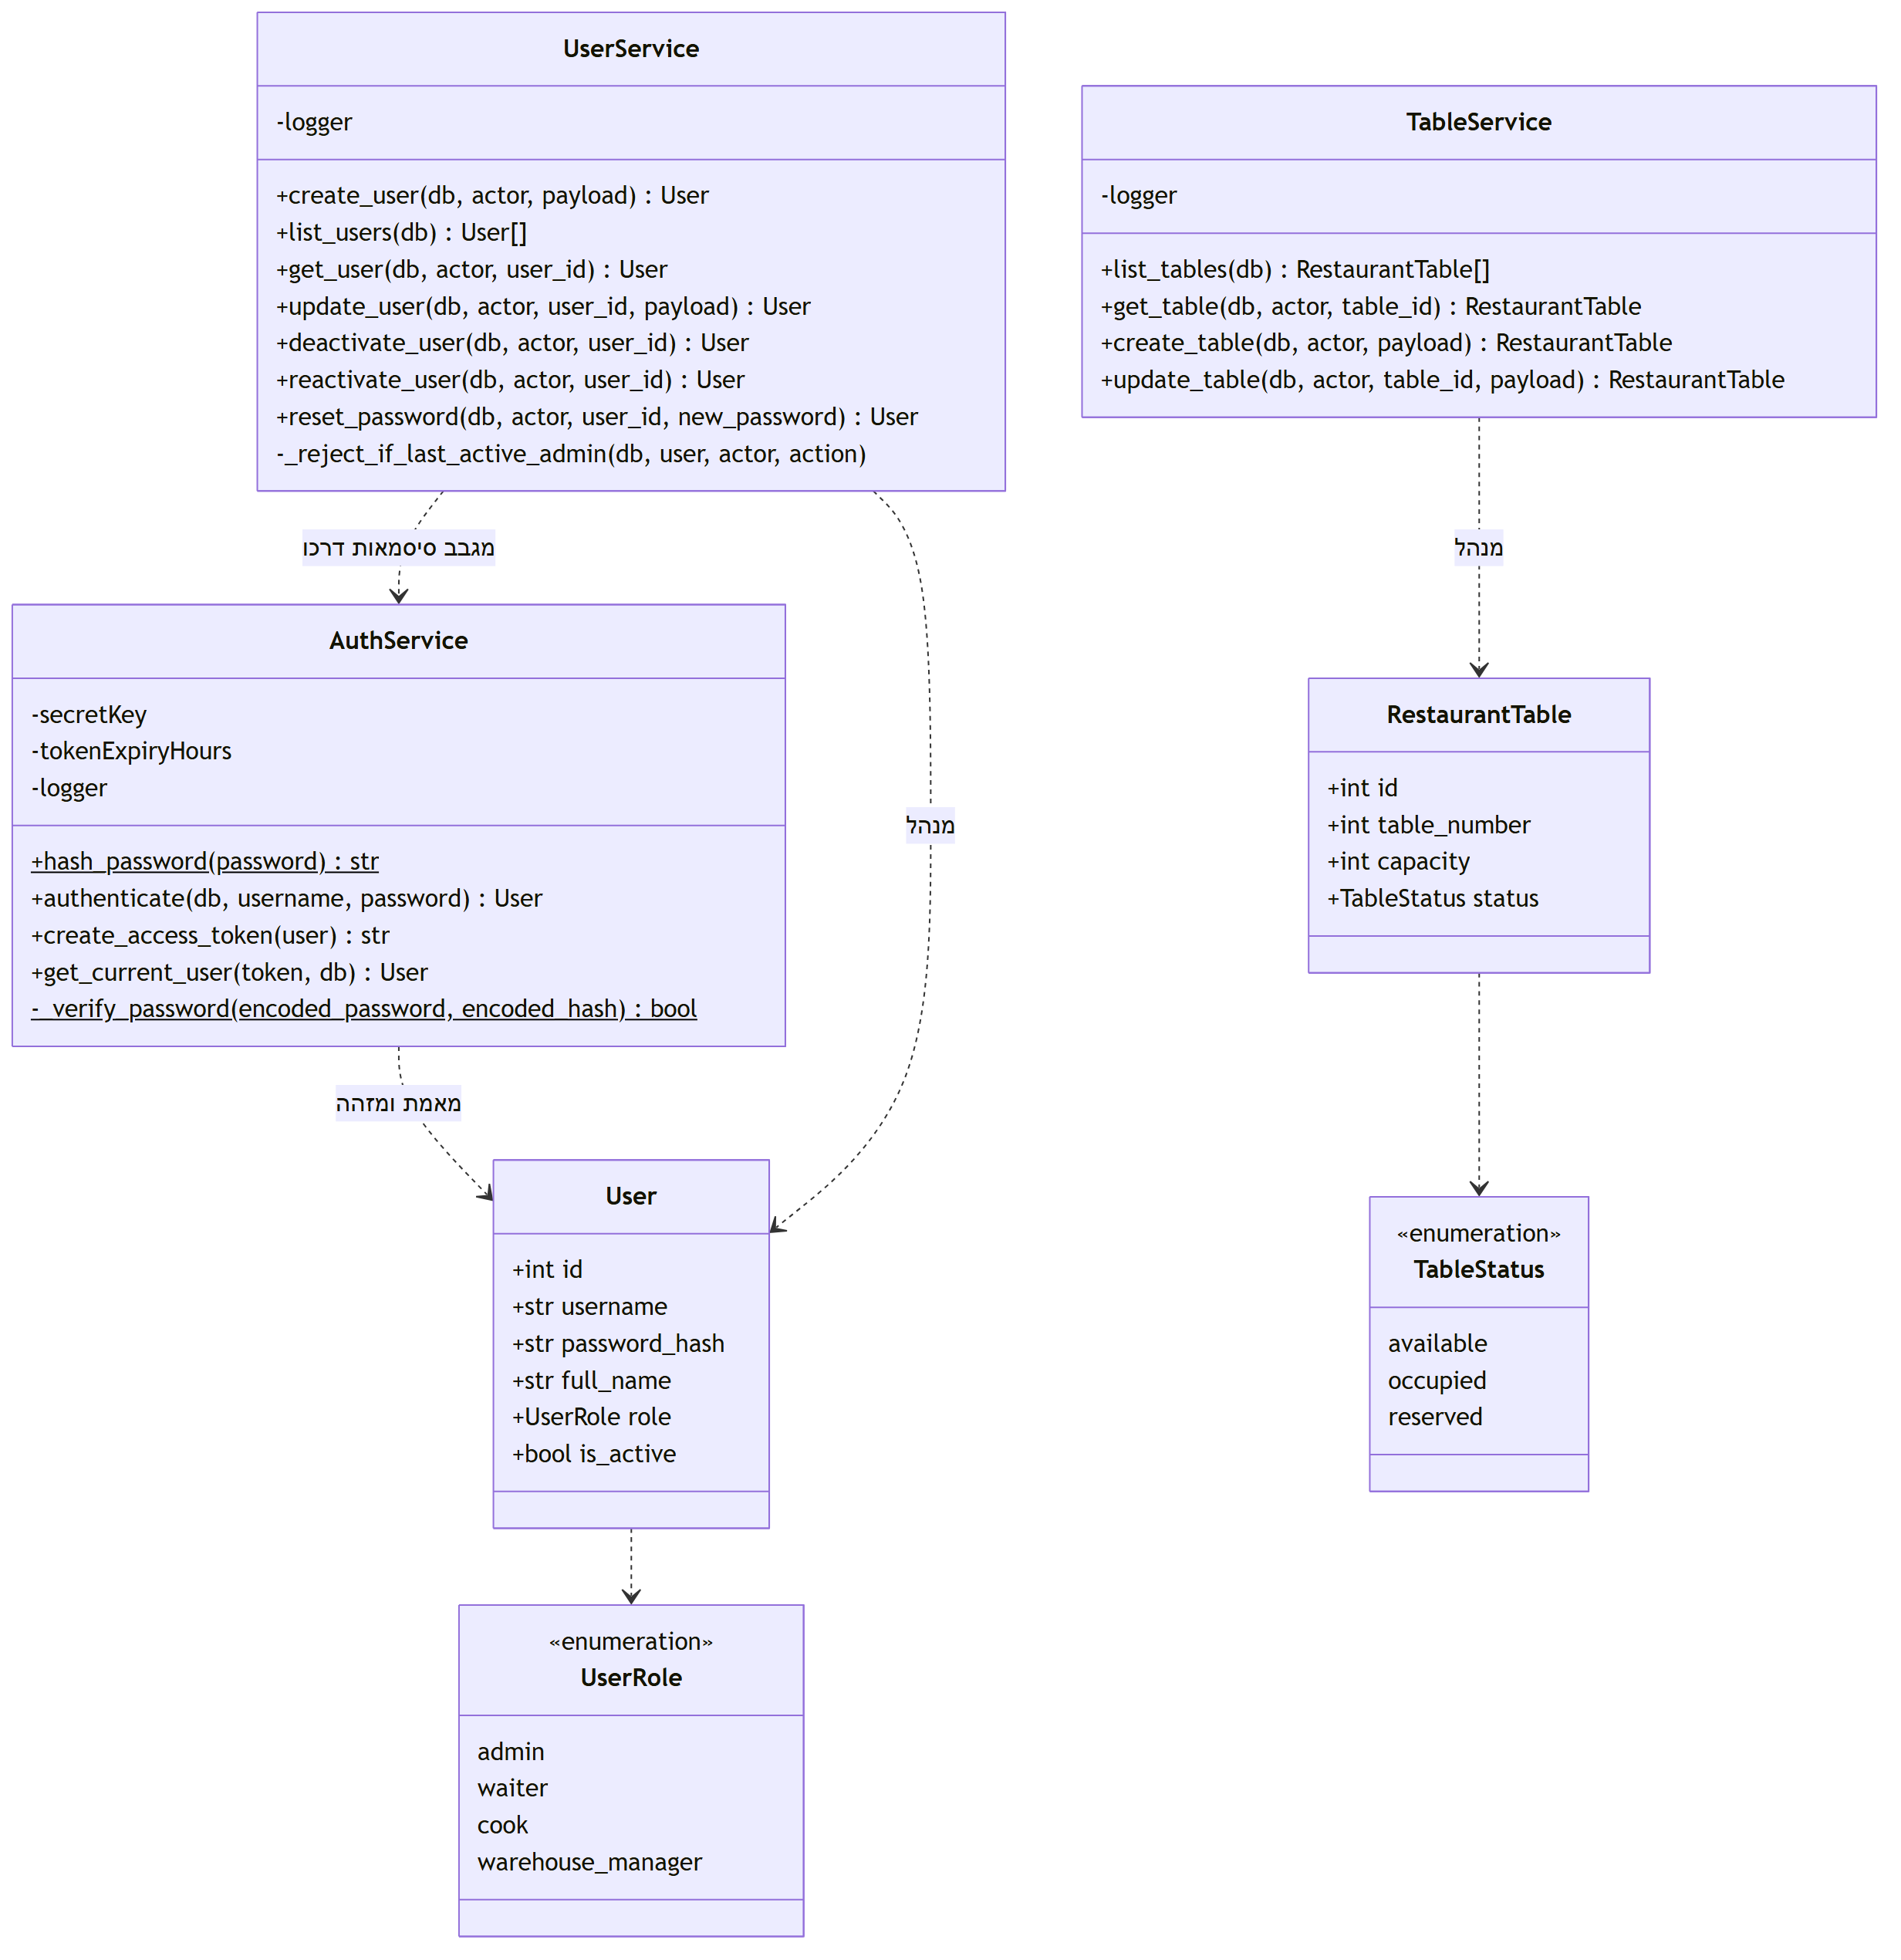 UserService
-logger
+create_user(db, actor, payload) : User
+list_users(db) : User[]
+get_user(db, actor, user_id) : User
+update_user(db, actor, user_id, payload) : User
+deactivate_user(db, actor, user_id) : User
+reactivate_user(db, actor, user_id) : User
+reset_password(db, actor, user_id, new_password) : User
-_reject_if_last_active_admin(db, user, actor, action)
TableService
-logger
+list_tables(db) : RestaurantTable[]
+get_table(db, actor, table_id) : RestaurantTable
+create_table(db, actor, payload) : RestaurantTable
+update_table(db, actor, table_id, payload) : RestaurantTable
מגבב סיסמאות דרכו
מנהל
AuthService
-secretKey
-tokenExpiryHours
-logger
+hash_password(password) : str
+authenticate(db, username, password) : User
+create_access_token(user) : str
+get_current_user(token, db) : User
-_verify_password(encoded_password, encoded_hash) : bool
מנהל
RestaurantTable
+int id
+int table_number
+int capacity
+TableStatus status
מאמת ומזהה
User
+int id
+str username
+str password_hash
+str full_name
+UserRole role
+bool is_active
«enumeration»
TableStatus
available
occupied
reserved
«enumeration»
UserRole
admin
waiter
cook
warehouse_manager